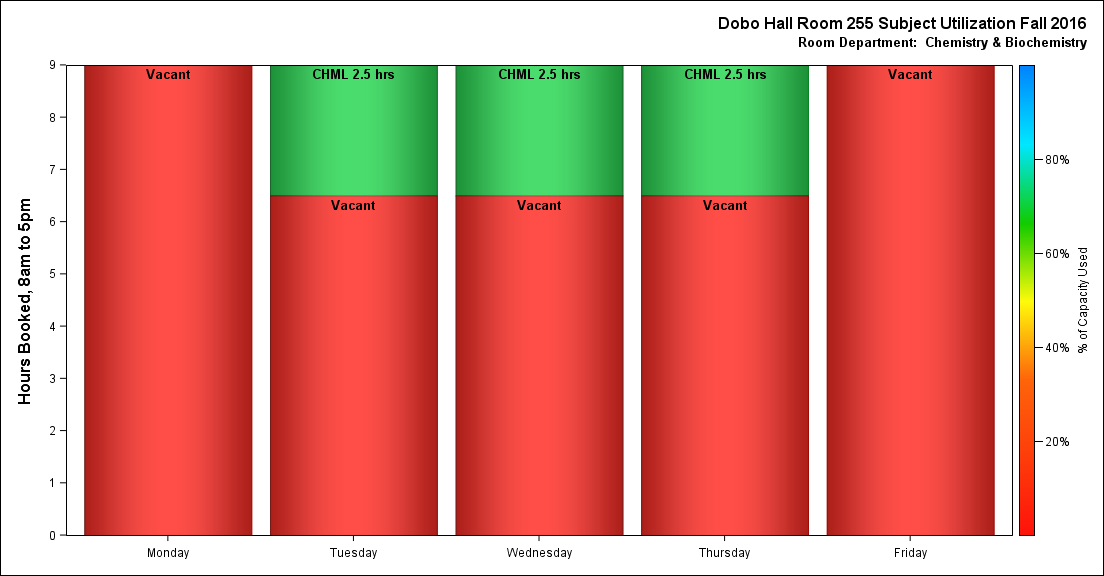 Dobo Hall Room 255 Subject Utilization Fall 2016
Room Department:  Chemistry & Biochemistry
Hours Booked, 8am to 5pm
9
8
7
6
5
4
3
2
1
0
Vacant
CHML 2.5 hrs
CHML 2.5 hrs
CHML 2.5 hrs
Vacant
Vacant
Vacant
Vacant
Monday
Tuesday
Wednesday
Thursday
Friday
80%
60%
40%
20%
% of Capacity Used